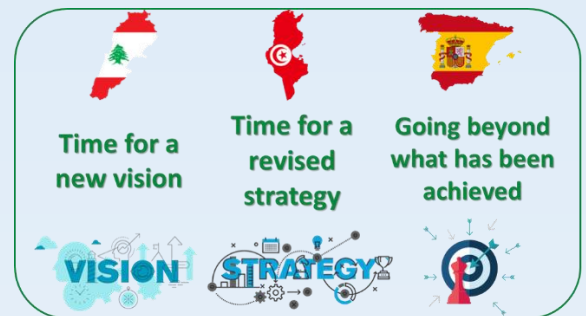 Time for a
new vision
Time for a
revised
strategy
Going beyond
what has been
achieved
VISION
STRATEGY